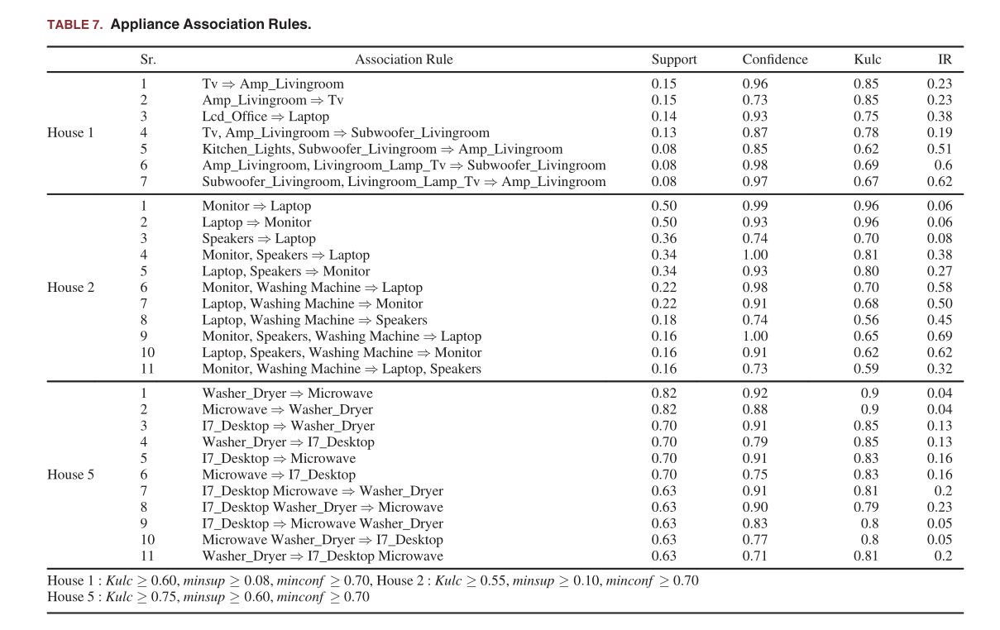 TABLE 7. Appliance Association Rules.
Sr. Association Rule Support Confidence Kulc IR
1 Tv ⇒ Amp_Livingroom 0.15 0.96 0.85 0.23
2 Amp_Livingroom ⇒ Tv 0.15 0.73 0.85 0.23
3 Lcd_Office ⇒ Laptop 0.14 0.93 0.75 0.38
House 1 4 Tv, Amp_Livingroom ⇒ Subwoofer_Livingroom 0.13 0.87 0.78 0.19
5 Kitchen_Lights, Subwoofer_Livingroom ⇒ Amp_Livingroom 0.08 0.85 0.62 0.51
6 Amp_Livingroom, Livingroom_Lamp_Tv ⇒ Subwoofer_Livingroom 0.08 0.98 0.69 0.6
7 Subwoofer_Livingroom, Livingroom_Lamp_Tv ⇒ Amp_Livingroom 0.08 0.97 0.67 0.62
1 Monitor ⇒ Laptop 0.50 0.99 0.96 0.06
2 Laptop ⇒ Monitor 0.50 0.93 0.96 0.06
3 Speakers ⇒ Laptop 0.36 0.74 0.70 0.08
4 Monitor, Speakers ⇒ Laptop 0.34 1.00 0.81 0.38
5 Laptop, Speakers ⇒ Monitor 0.34 0.93 0.80 0.27
House 2 6 Monitor, Washing Machine ⇒ Laptop 0.22 0.98 0.70 0.58
7 Laptop, Washing Machine ⇒ Monitor 0.22 0.91 0.68 0.50
8 Laptop, Washing Machine ⇒ Speakers 0.18 0.74 0.56 0.45
9 Monitor, Speakers, Washing Machine ⇒ Laptop 0.16 1.00 0.65 0.69
10 Laptop, Speakers, Washing Machine ⇒ Monitor 0.16 0.91 0.62 0.62
11 Monitor, Washing Machine ⇒ Laptop, Speakers 0.16 0.73 0.59 0.32
1 Washer_Dryer ⇒ Microwave 0.82 0.92 0.9 0.04
2 Microwave ⇒ Washer_Dryer 0.82 0.88 0.9 0.04
3 I7_Desktop ⇒ Washer_Dryer 0.70 0.91 0.85 0.13
4 Washer_Dryer ⇒ I7_Desktop 0.70 0.79 0.85 0.13
5 I7_Desktop ⇒ Microwave 0.70 0.91 0.83 0.16
House 5 6 Microwave ⇒ I7_Desktop 0.70 0.75 0.83 0.16
7 I7_Desktop Microwave ⇒ Washer_Dryer 0.63 0.91 0.81 0.2
8 I7_Desktop Washer_Dryer ⇒ Microwave 0.63 0.90 0.79 0.23
9 I7_Desktop ⇒ Microwave Washer_Dryer 0.63 0.83 0.8 0.05
10 Microwave Washer_Dryer ⇒ I7_Desktop 0.63 0.77 0.8 0.05
11 Washer_Dryer ⇒ I7_Desktop Microwave 0.63 0.71 0.81 0.2
House 1 : Kulc ≥ 0.60, minsup ≥ 0.08, minconf ≥ 0.70, House 2 : Kulc ≥ 0.55, minsup ≥ 0.10, minconf ≥ 0.70
House 5 : Kulc ≥ 0.75, minsup ≥ 0.60, minconf ≥ 0.70